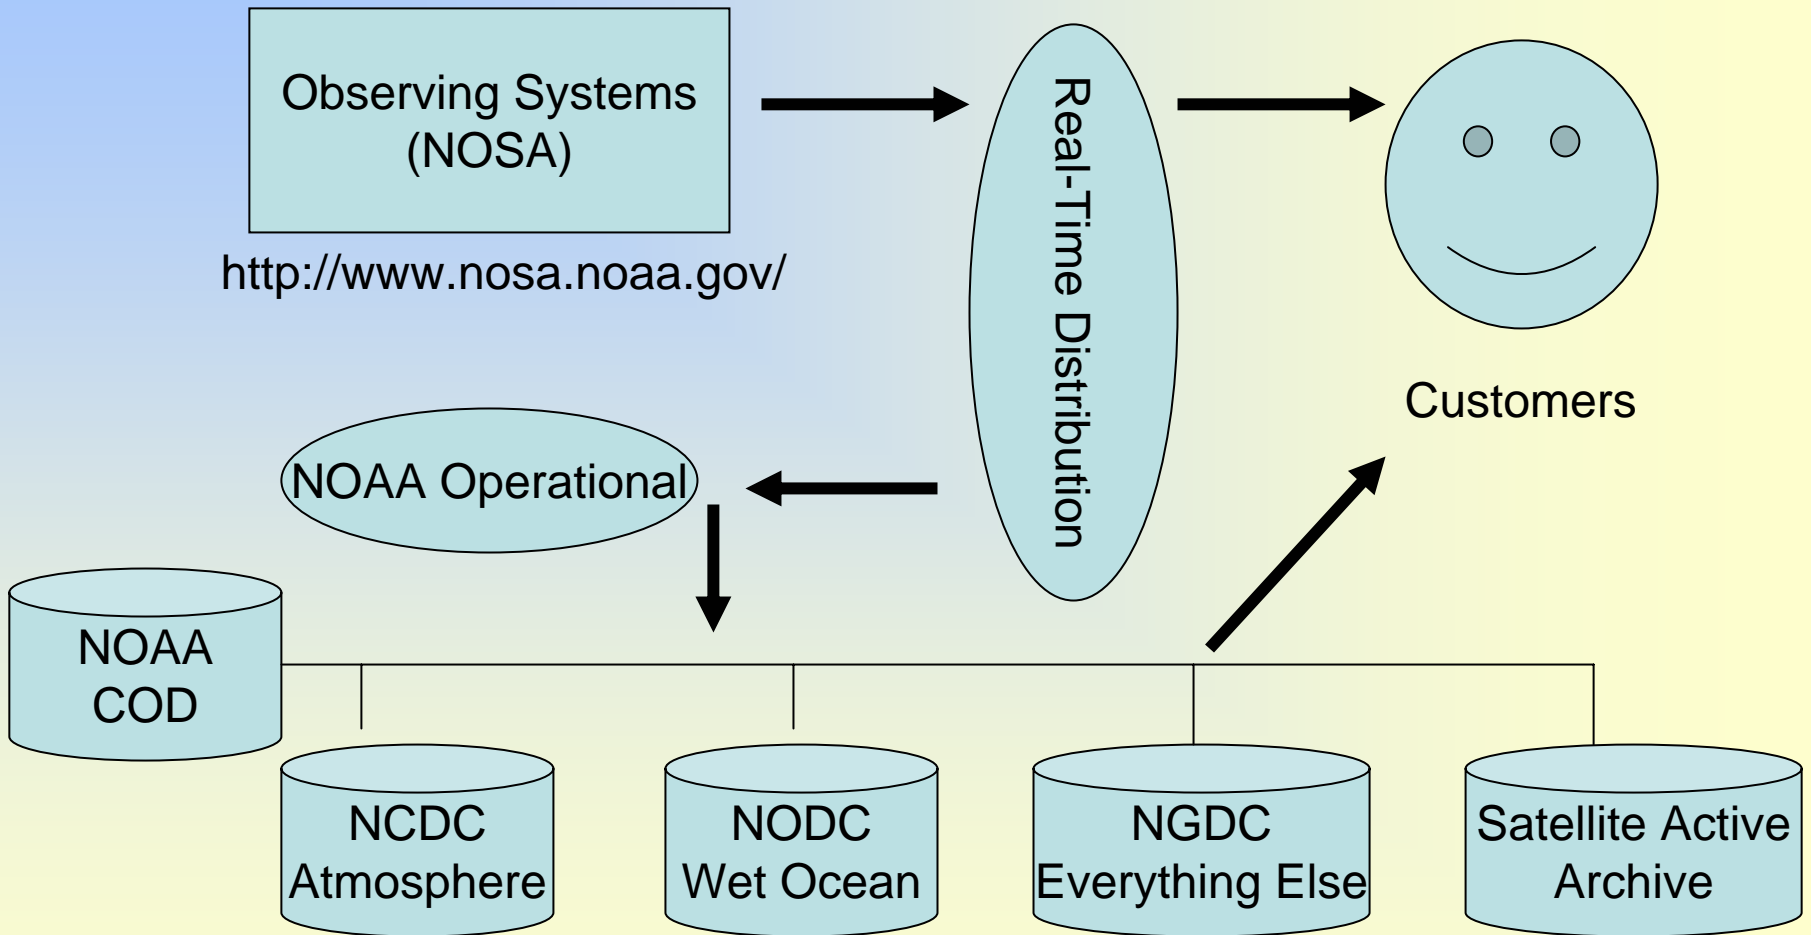 Observing Systems
(NOSA)
http://www.nosa.noaa.gov/
Real-Time Distribution
Customers
NOAA Operational
NOAA
COD
NCDC
Atmosphere
NODC
Wet Ocean
NGDC
Everything Else
Satellite Active
Archive